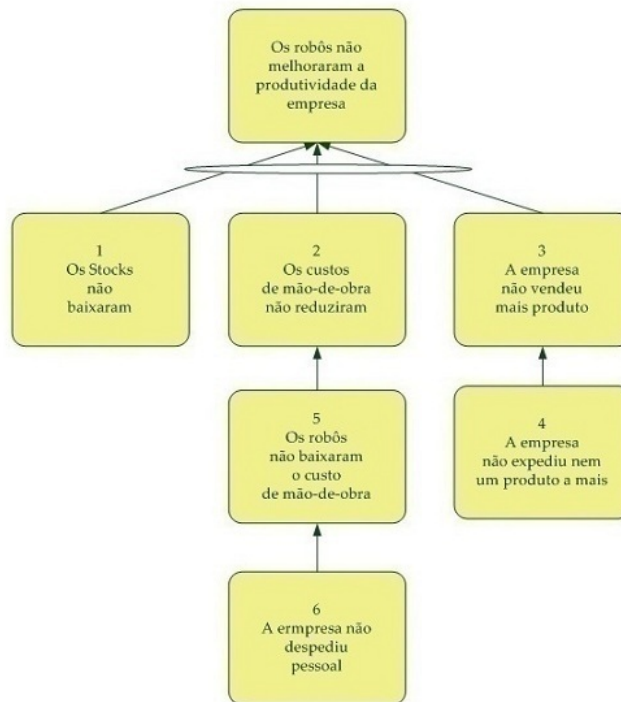 Os robôs não
melhoraram a
produtividade da
empresa
1
Os Stocks
não
baixaram
2
Os custos
de mão-de-obra
não reduziram
3
A empresa
não vendeu
mais produto
5
Os robôs
não baixaram
o custo
de mão-de-obra
4
A empresa
não expediu nem
um produto a mais
6
A ermpresa não
despediu
pessoal